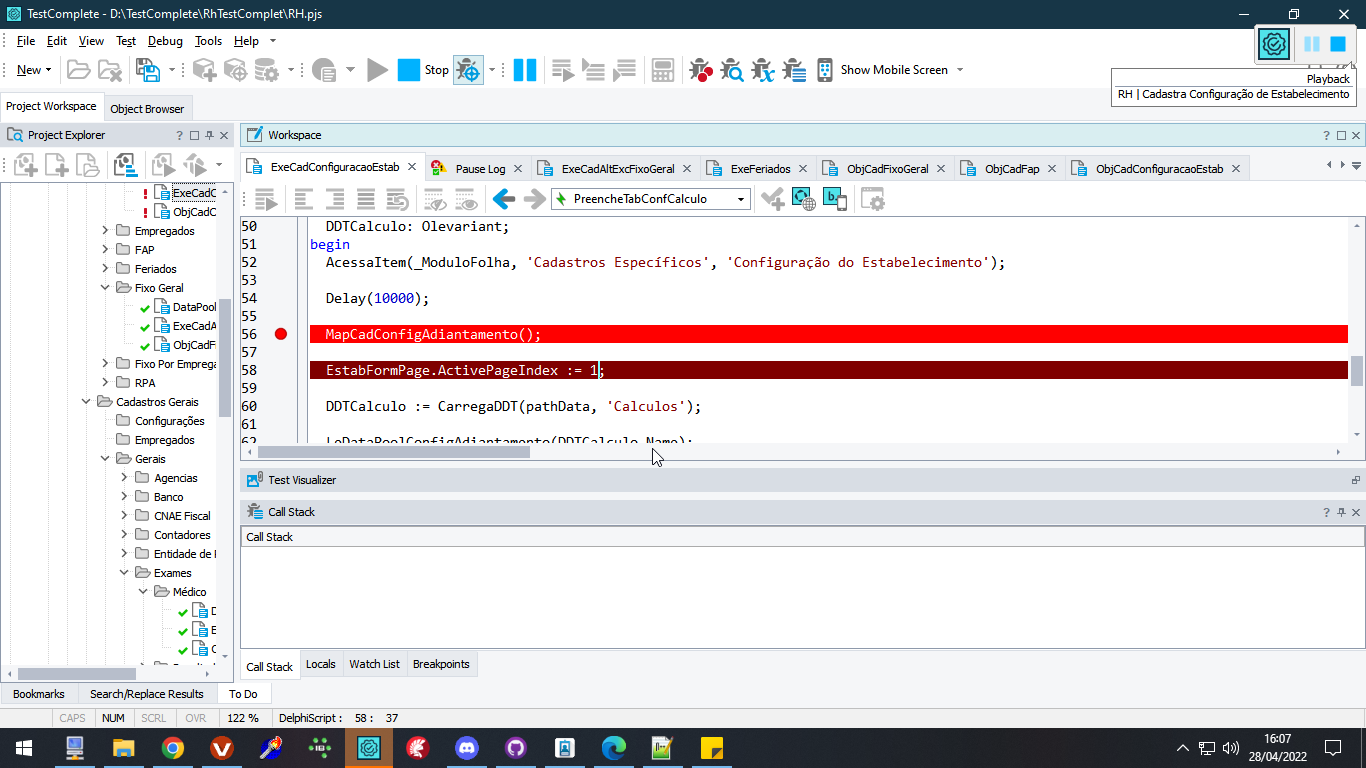 TestComplete - D:\TestComplete\RhTestComplet\RH.pjs
File Edit View Test Debug Tools Help
New Stop Show Mobile Screen
Playback
RH | Cadastra Configuração de Estabelecimento
Project Workspace Object Browser
Project Explorer
Workspace
ExeCadConfiguracaoEstab Pause Log ExeCadAltExcFixoGeral ExeFeriados ObjCadFixoGeral ObjCadFap ObjCadConfiguracaoEstab
PreencheTabConfCalculo
ExeCadC
ObjCadC
Empregados
FAP
Feriados
Fixo Geral
DataPool
ExeCadA
ObjCadF
Fixo Por Emprega
RPA
Cadastros Gerais
Configurações
Empregados
Gerais
Agencias
Banco
CNAE Fiscal
Contadores
Entidade de
Exames
Médico
50 DDTCalculo: Olevariant;
51 begin
52 AcessaItem(_ModuloFolha, 'Cadastros Específicos', 'Configuração do Estabelecimento');
53
54 Delay(10000);
55
56 MapCadConfigAdiantamento();
57
58 EstabFormPage.ActivePageIndex := 1;
59
60 DDTCalculo := CarregaDDT(pathData, 'Calculos');
61
62 LeDataPoolConfigAdiantamento(DDTCalculo.Name);
Test Visualizer
Call Stack
Call Stack
Call Stack Locals Watch List Breakpoints
Bookmarks Search/Replace Results To Do
CAPS NUM SCRL OVR 122 % DelphiScript : 58 : 37
16:07
28/04/2022